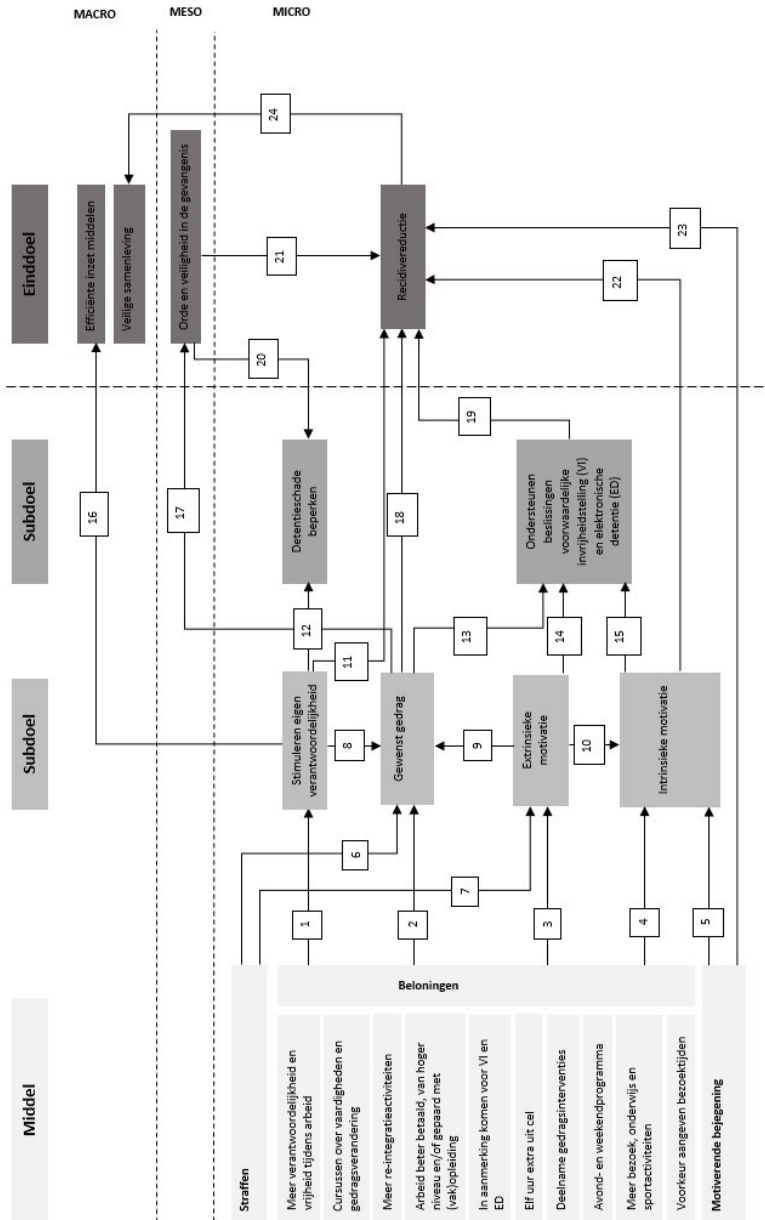 Middel
Subdoel
Subdoel
Einddoel
MACRO
MESO
MICRO
Straffen
Beloningen
Meer verantwoordelijkheid en
vrijheid tijdens arbeid
Cursussen over vaardigheden en
gedragsverandering
Meer re-integratieactiviteiten
Arbeid beter betaald, van hoger
niveau en/of gepaard met
(vak)opleiding
In aanmerking komen voor VI en
ED
Elf uur extra uit cel
Deelname gedragsinterventies
Avond- en weekendprogramma
Meer bezoek, onderwijs en
sportactiviteiten
Voorkeur aangeven bezoektijden
Motiverende bejegening
1
2
3
4
5
6
7
Stimuleren eigen
verantwoordelijkheid
8
Gewenst gedrag
9
Extrinsieke
motivatie
10
Intrinsieke motivatie
11
12
13
14
15
16
17
18
Detentieschade
beperken
Ondersteunen
beslissingen
voorwaardelijke
invrijheidstelling (VI)
en elektronische
detentie (ED)
19
20
21
22
23
24
Efficiënte inzet middelen
Veilige samenleving
Orde en veiligheid in de gevangenis
Recidivereductie